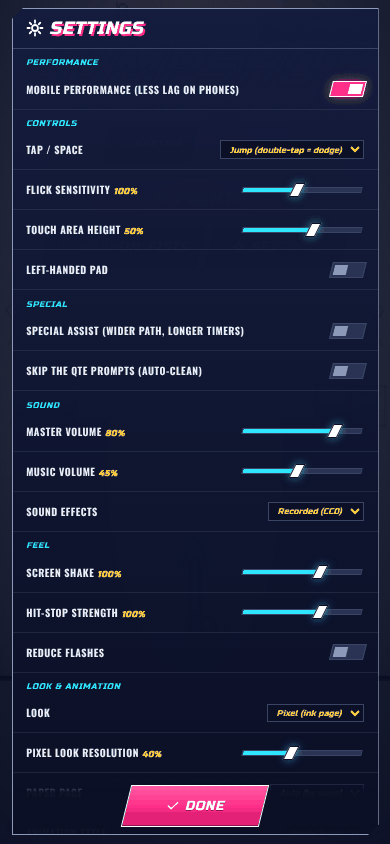 SETTINGS
PERFORMANCE
MOBILE PERFORMANCE (LESS LAG ON PHONES)
CONTROLS
TAP / SPACE Jump (double-tap = dodge)
FLICK SENSITIVITY 100%
TOUCH AREA HEIGHT 50%
LEFT-HANDED PAD
SPECIAL
SPECIAL ASSIST (WIDER PATH, LONGER TIMERS)
SKIP THE QTE PROMPTS (AUTO-CLEAN)
SOUND
MASTER VOLUME 80%
MUSIC VOLUME 45%
SOUND EFFECTS Recorded (CC0)
FEEL
SCREEN SHAKE 100%
HIT-STOP STRENGTH 100%
REDUCE FLASHES
LOOK & ANIMATION
LOOK Pixel (ink page)
PIXEL LOOK RESOLUTION 40%
PAPER PAGE
DONE